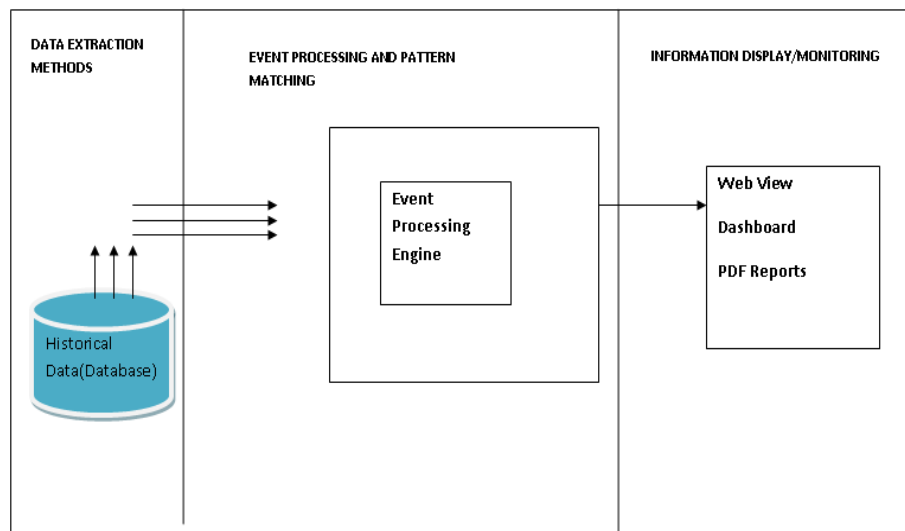 DATA EXTRACTION
METHODS
EVENT PROCESSING AND PATTERN
MATCHING
INFORMATION DISPLAY/MONITORING
Historical
Data(Database)
Event
Processing
Engine
Web View
Dashboard
PDF Reports